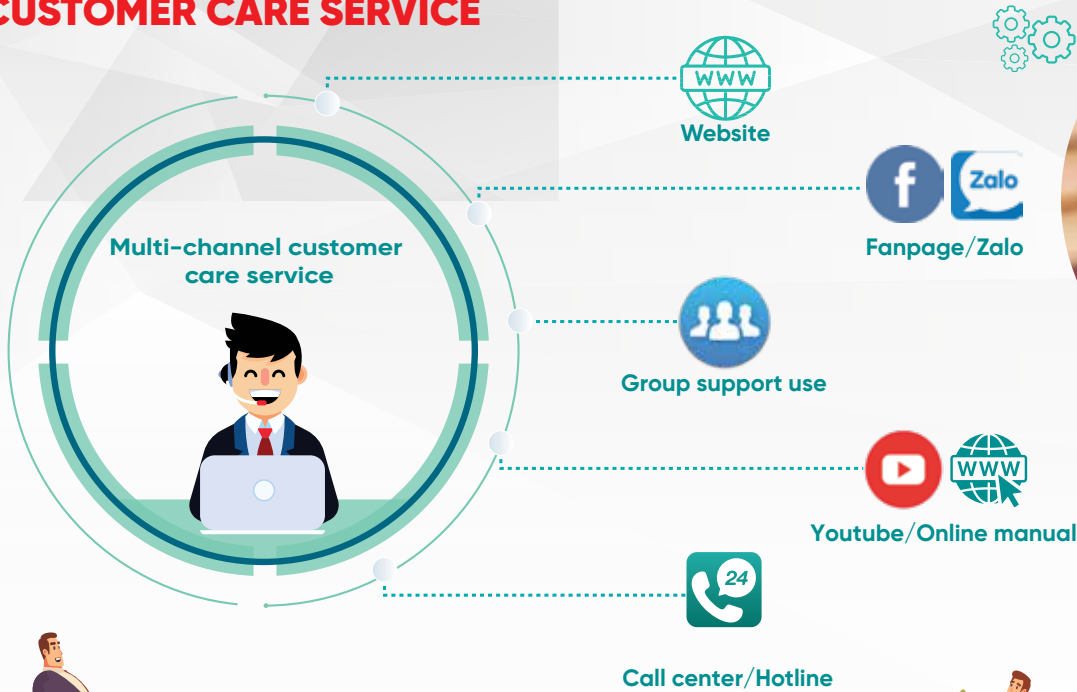 CUSTOMER CARE SERVICE
WWW
Website
f
Zalo
Fanpage/Zalo
Multi-channel customer
care service
Group support use
WWW
Youtube/Online manual
24
Call center/Hotline